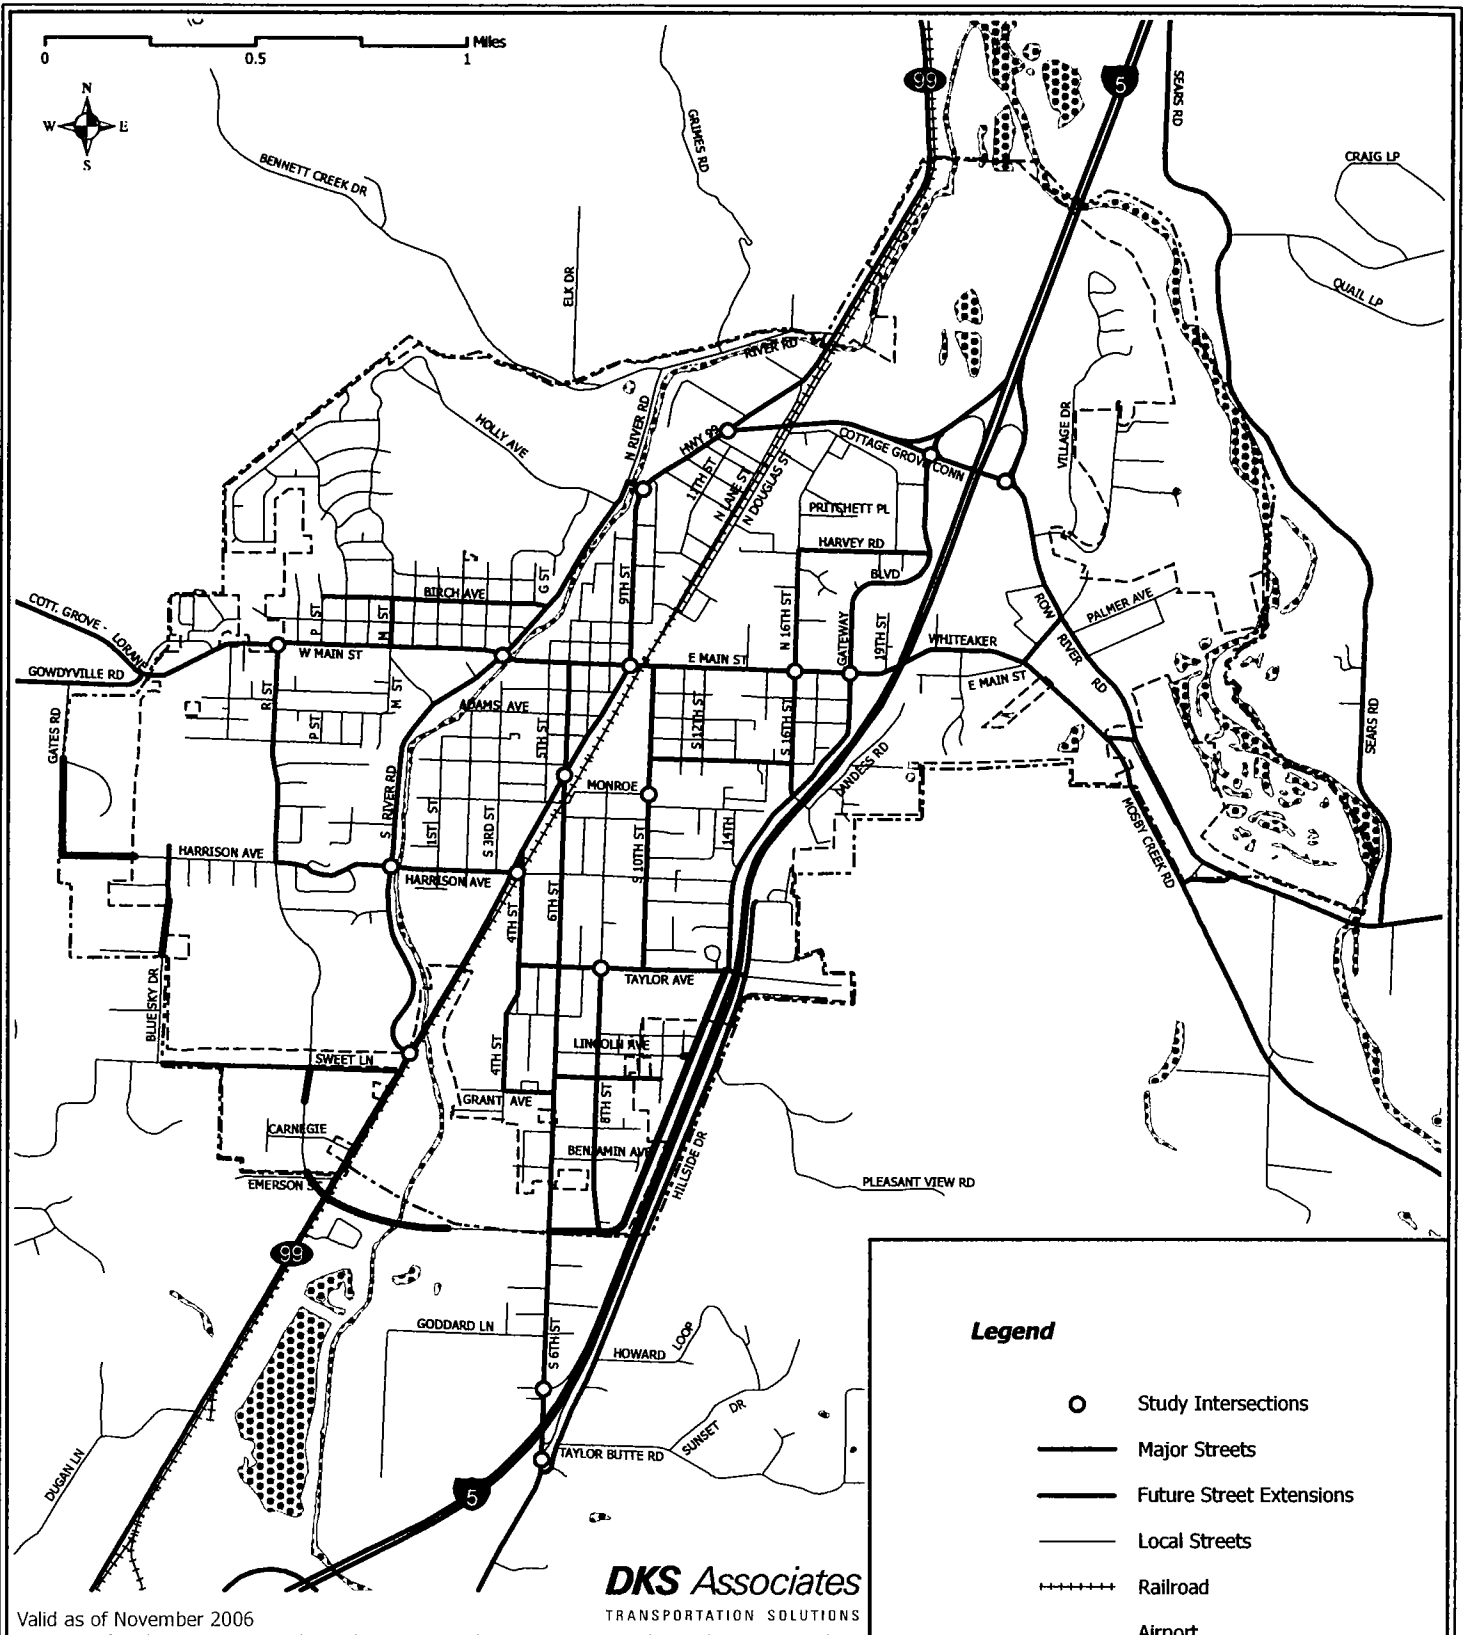 0
0.5
1
Miles
N
W
E
S
99
5
SEARS RD
GRIMES RD
CRAIG LP
BENNETT CREEK DR
ELK DR
QUAIL LP
RIVER RD
N RIVER RD
HOLLY AVE
HWY 99
COTTAGE GROVE CONN
VILLAGE DR
11TH ST
N LANE ST
N DOUGLAS ST
PRITCHETT PL
HARVEY RD
BLVD
G ST
BIRCH AVE
9TH ST
P ST
M ST
N 16TH ST
GATEWAY
19TH ST
ROW
RIVER
RD
PALMER AVE
COTT. GROVE - LORANE
WHITEAKER
W MAIN ST
E MAIN ST
GOWDYVILLE RD
E MAIN ST
R ST
M ST
P ST
ADAMS AVE
5TH ST
S 12TH ST
S 16TH ST
GATES RD
SEARS RD
LANDESS RD
MONROE
S RIVER RD
1ST ST
S 3RD ST
14TH
S 10TH ST
MOSBY CREEK RD
HARRISON AVE
HARRISON AVE
6TH ST
4TH ST
TAYLOR AVE
BLUE SKY DR
LINCOLN AVE
4TH ST
SWEET LN
GRANT AVE
8TH ST
CARNEGIE
BENJAMIN AVE
HILLSIDE DR
EMERSON
PLEASANT VIEW RD
99
GODDARD LN
S 6TH ST
HOWARD
LOOP
SUNSET DR
TAYLOR BUTTE RD
DUGAN LN
5
Legend
Study Intersections
Major Streets
Future Street Extensions
Local Streets
Railroad
Airport
DKS Associates
TRANSPORTATION SOLUTIONS
Valid as of November 2006